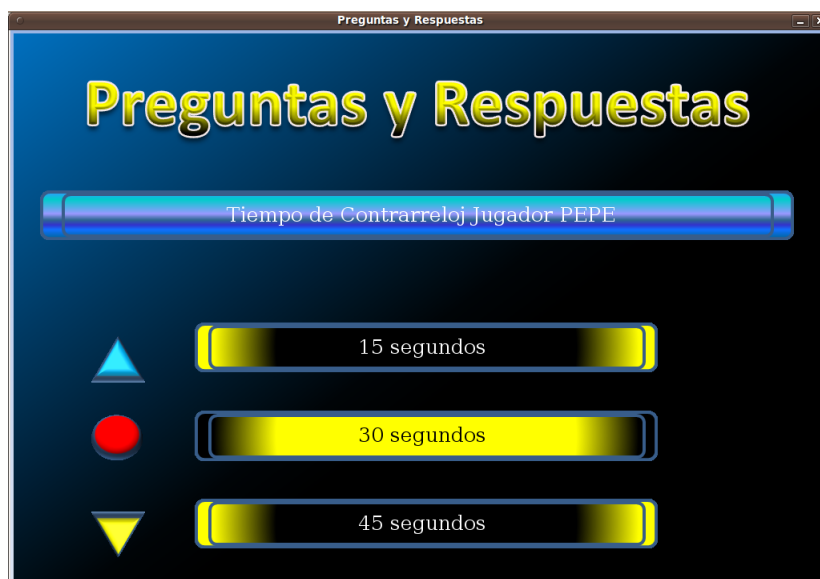 Preguntas y Respuestas
Preguntas y Respuestas
Tiempo de Contrarreloj Jugador PEPE
15 segundos
30 segundos
45 segundos